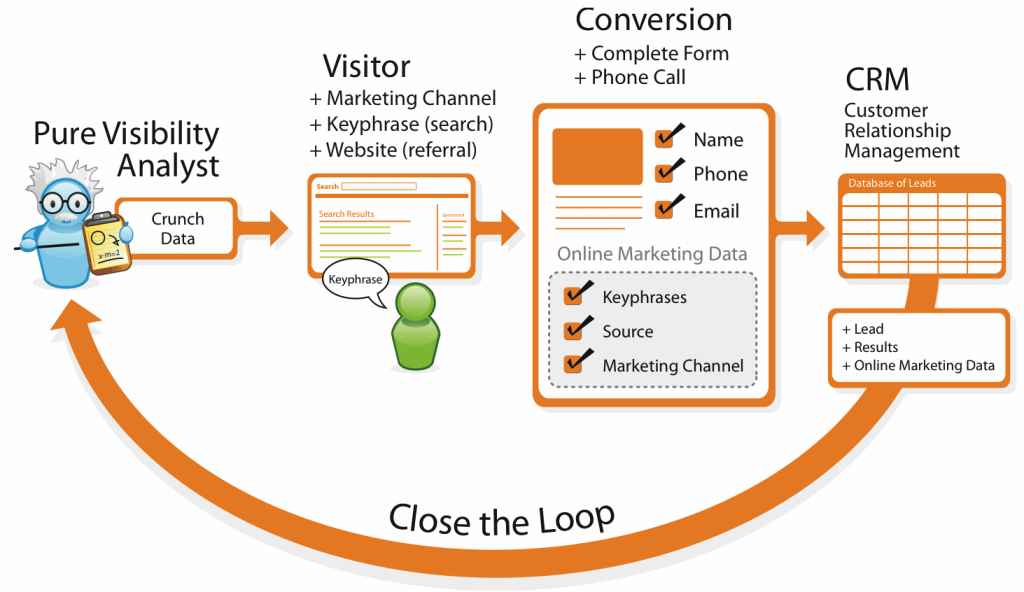 Pure Visibility
Analyst
Crunch
Data
x-m=2
Visitor
+ Marketing Channel
+ Keyphrase (search)
+ Website (referral)
Search
Search Results
Sponsored
Keyphrase
Conversion
+ Complete Form
+ Phone Call
Name
Phone
Email
Online Marketing Data
Keyphrases
Source
Marketing Channel
CRM
Customer
Relationship
Management
Database of Leads
+ Lead
+ Results
+ Online Marketing Data
Close the Loop